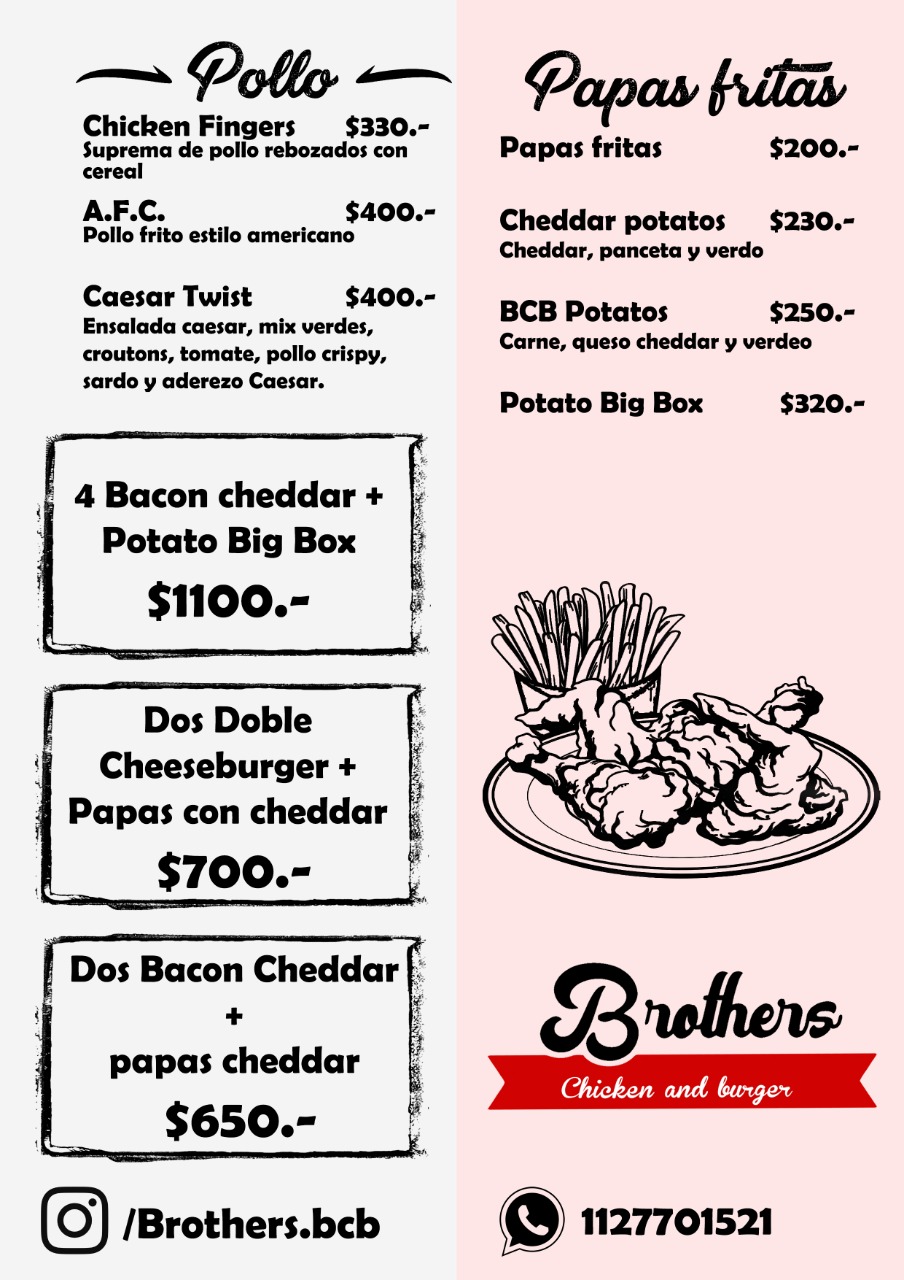 Pollo
Chicken Fingers $330.-
Suprema de pollo rebozados con
cereal
A.F.C. $400.-
Pollo frito estilo americano
Caesar Twist $400.-
Ensalada caesar, mix verdes,
croutons, tomate, pollo crispy,
sardo y aderezo Caesar.
4 Bacon cheddar +
Potato Big Box
$1100.-
Dos Doble
Cheeseburger +
Papas con cheddar
$700.-
Dos Bacon Cheddar
+
papas cheddar
$650.-
/Brothers.bcb
Papas fritas
Papas fritas $200.-
Cheddar potatos $230.-
Cheddar, panceta y verdo
BCB Potatos $250.-
Carne, queso cheddar y verdeo
Potato Big Box $320.-
Brothers
Chicken and burger
1127701521